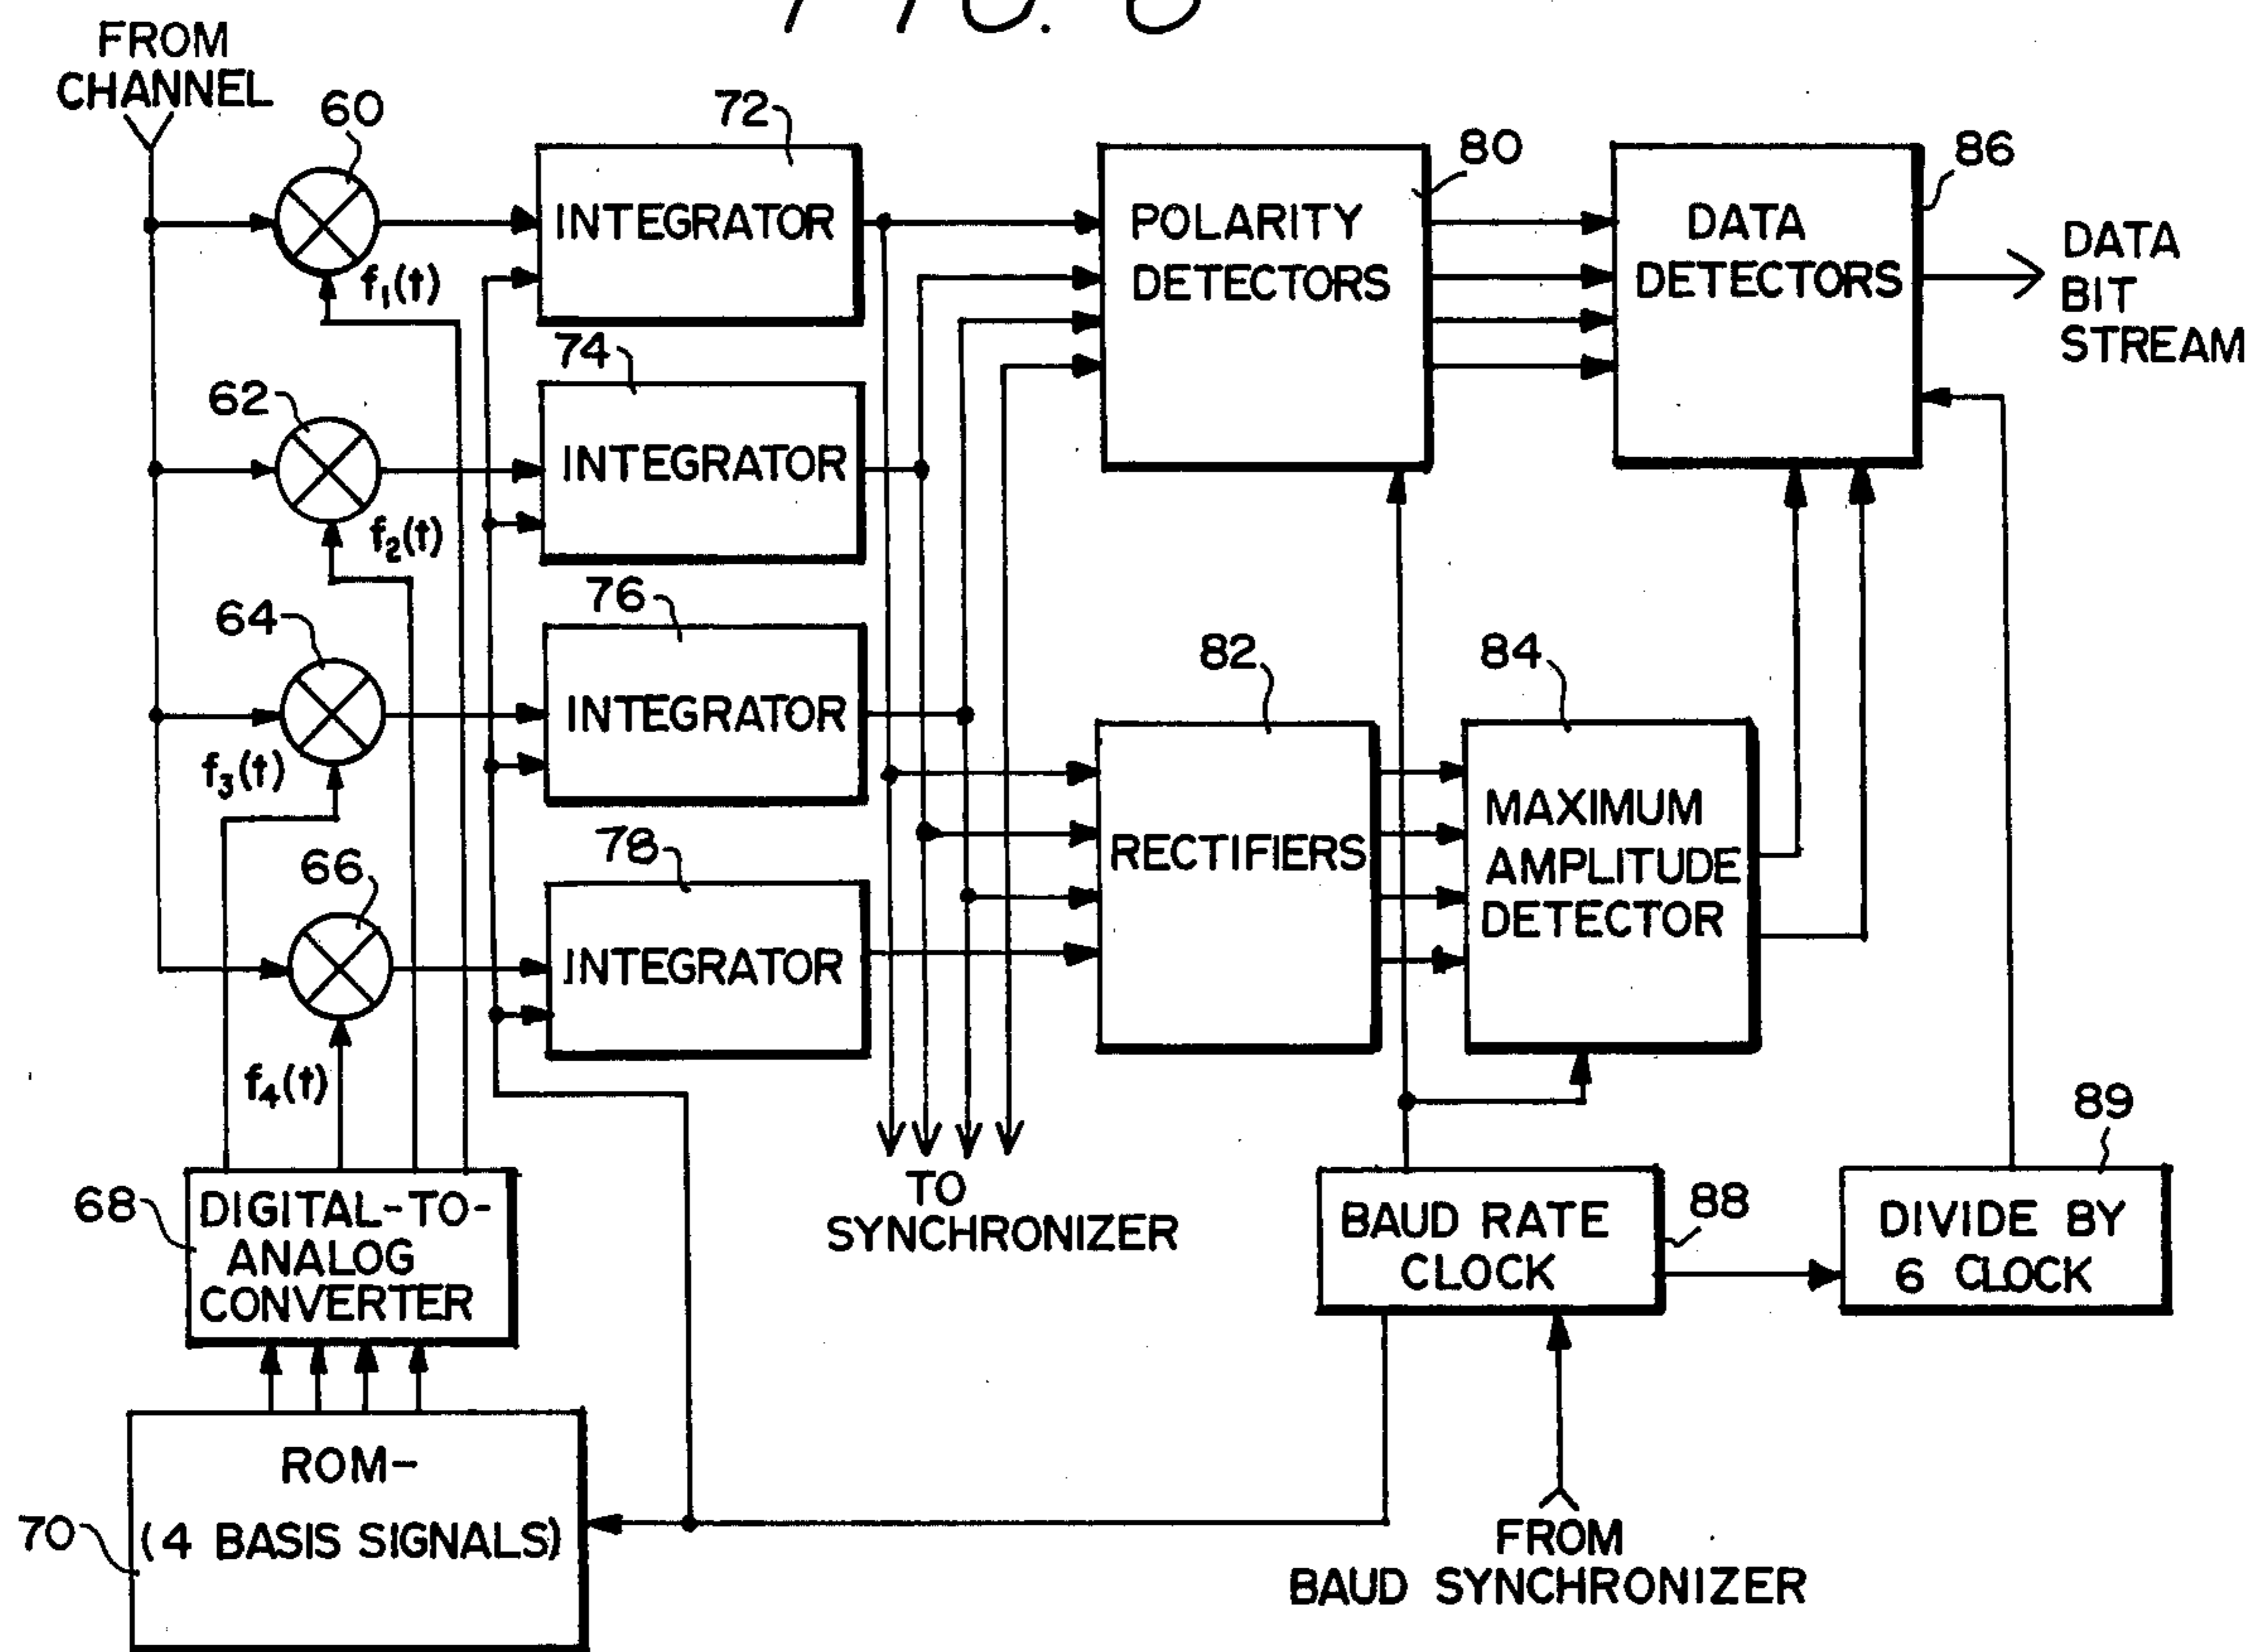 FROM
CHANNEL
60
72
80
86
INTEGRATOR
POLARITY
DETECTORS
DATA
DETECTORS
DATA
BIT
STREAM
f₁(t)
74
62
INTEGRATOR
f₂(t)
76
64
82
84
INTEGRATOR
f₃(t)
MAXIMUM
AMPLITUDE
DETECTOR
RECTIFIERS
78
66
INTEGRATOR
f₄(t)
89
TO
SYNCHRONIZER
68
DIGITAL-TO-
ANALOG
CONVERTER
BAUD RATE
CLOCK
88
DIVIDE BY
6 CLOCK
ROM-
(4 BASIS SIGNALS)
70
FROM
BAUD SYNCHRONIZER